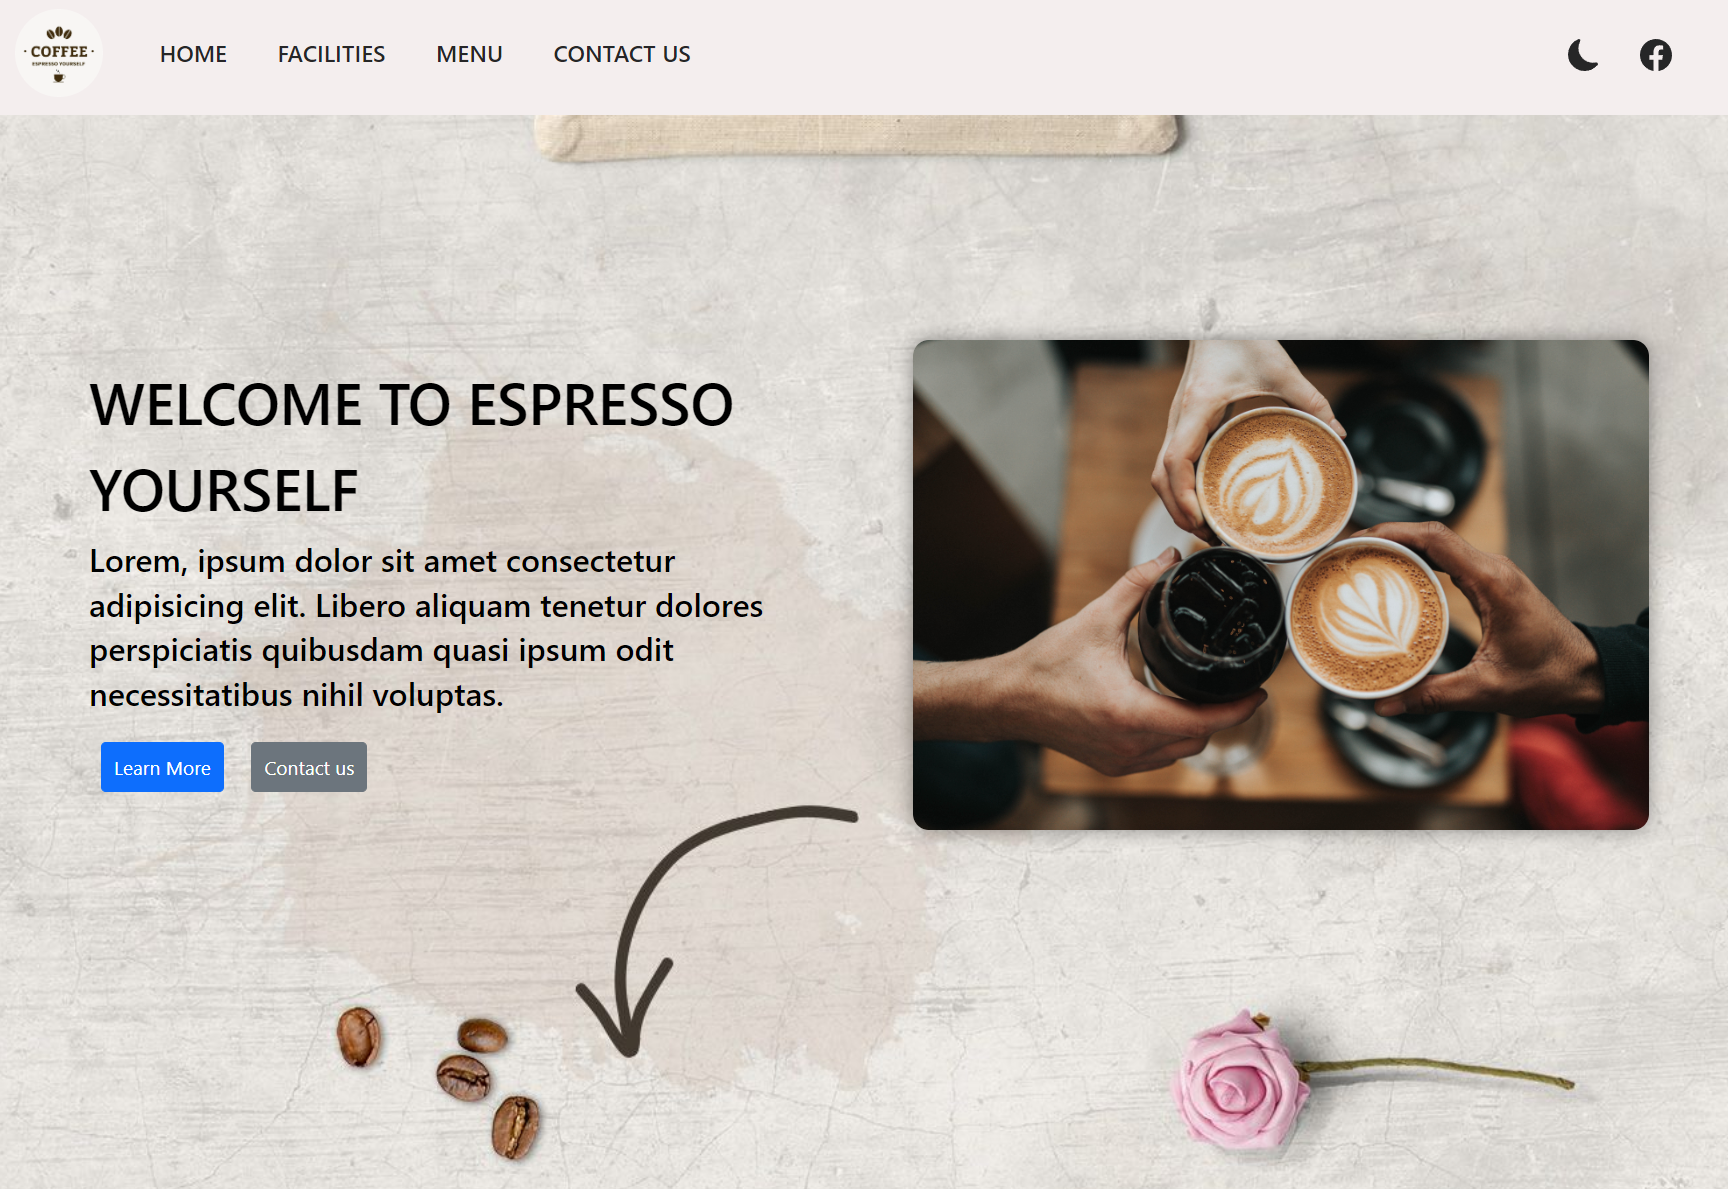 · COFFEE ·
ESPRESSO YOURSELF
HOME FACILITIES MENU CONTACT US
WELCOME TO ESPRESSO
YOURSELF
Lorem, ipsum dolor sit amet consectetur
adipisicing elit. Libero aliquam tenetur dolores
perspiciatis quibusdam quasi ipsum odit
necessitatibus nihil voluptas.
Learn More Contact us